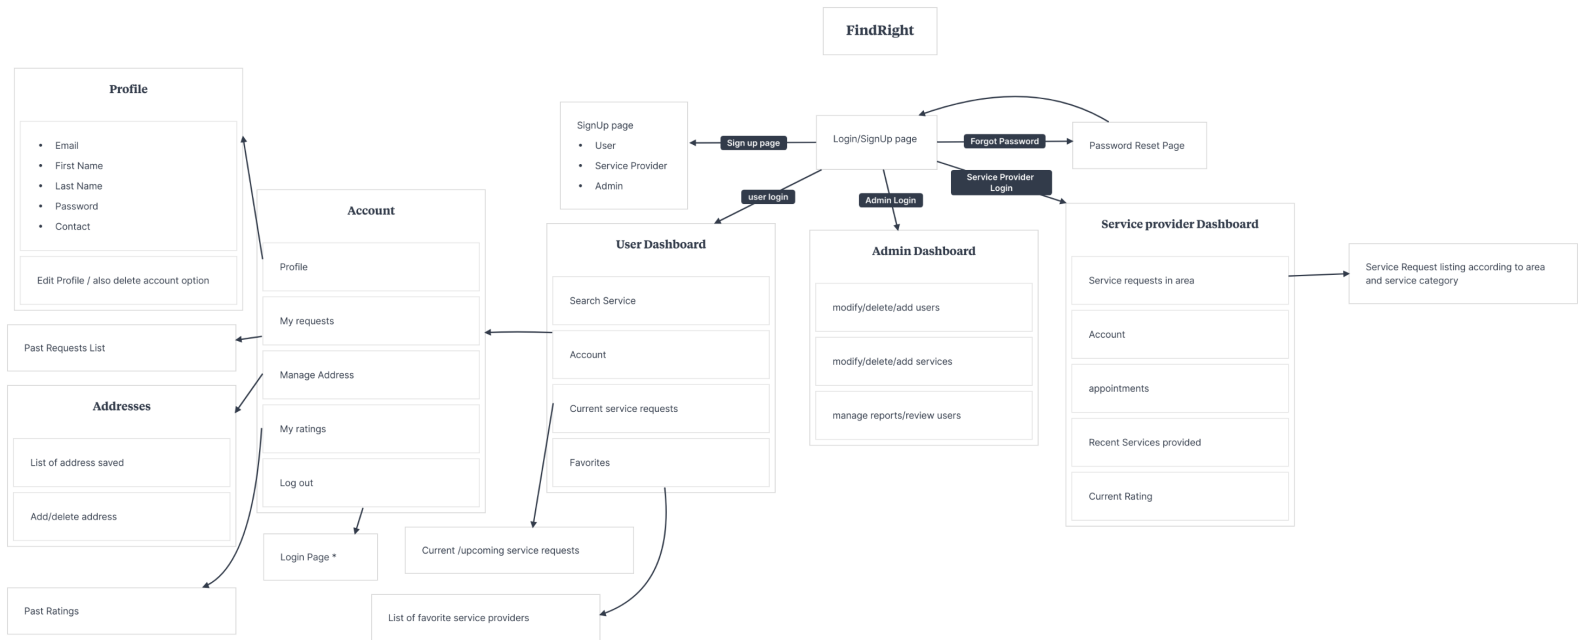 FindRight
Profile
• Email
• First Name
• Last Name
• Password
• Contact
Edit Profile / also delete account option
Past Requests List
Addresses
List of address saved
Add/delete address
Past Ratings
Account
Profile
My requests
Manage Address
My ratings
Log out
Login Page *
SignUp page
• User
• Service Provider
• Admin
Sign up page
Login/SignUp page
Forgot Password
Password Reset Page
user login
Admin Login
Service Provider
Login
User Dashboard
Search Service
Account
Current service requests
Favorites
Current /upcoming service requests
List of favorite service providers
Admin Dashboard
modify/delete/add users
modify/delete/add services
manage reports/review users
Service provider Dashboard
Service requests in area
Account
appointments
Recent Services provided
Current Rating
Service Request listing according to area
and service category